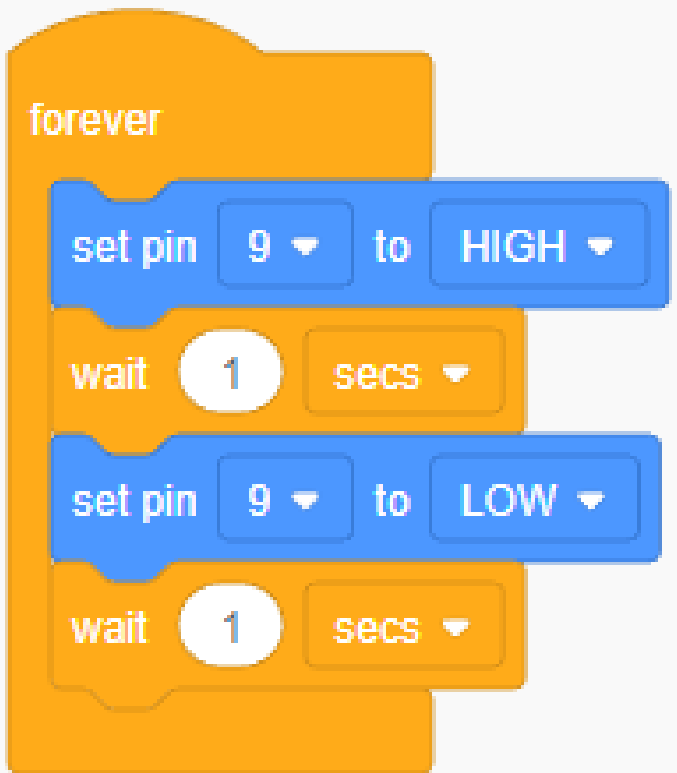 forever
set pin 9 to HIGH
wait 1 secs
set pin 9 to LOW
wait 1 secs